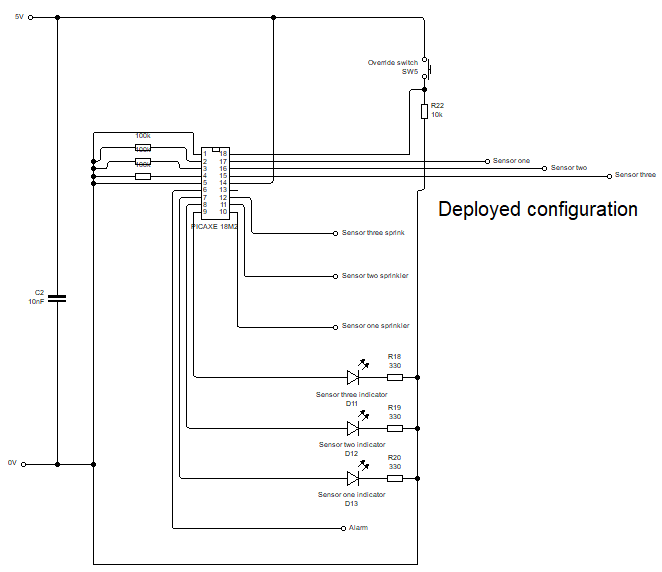 5V
Override switch
SW5
R22
10k
100k
100k
100k
1 18
2 17
3 16
4 15
5 14
6 13
7 12
8 11
9 10
PICAXE 18M2
Sensor one
Sensor two
Sensor three
Deployed configuration
Sensor three sprink
Sensor two sprinkler
Sensor one sprinkler
C2
10nF
R18
330
Sensor three indicator
D11
R19
330
Sensor two indicator
D12
R20
330
Sensor one indicator
D13
0V
Alarm